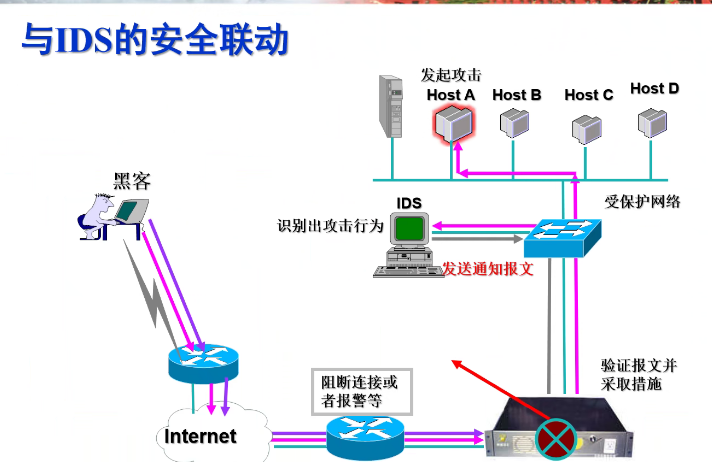 与IDS的安全联动
发起攻击
Host A
Host B
Host C
Host D
黑客
IDS
受保护网络
识别出攻击行为
发送通知报文
验证报文并
采取措施
阻断连接或
者报警等
Internet